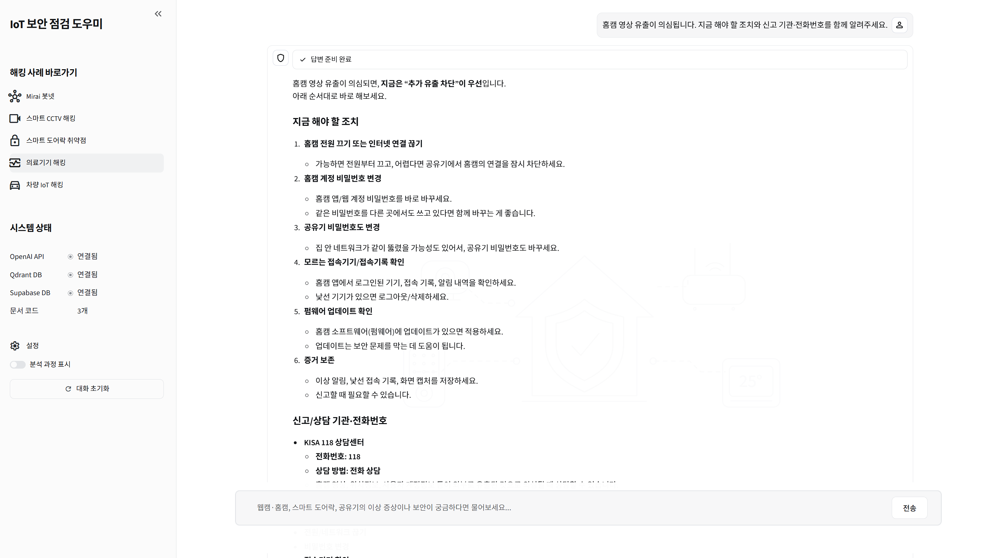 IoT 보안 점검 도우미
해킹 사례 바로가기
Mirai 봇넷
스마트 CCTV 해킹
스마트 도어락 취약점
의료기기 해킹
차량 IoT 해킹
시스템 상태
OpenAI API 연결됨
Qdrant DB 연결됨
Supabase DB 연결됨
문서 코드 3개
설정
분석 과정 표시
대화 초기화
홈캠 영상 유출이 의심됩니다. 지금 해야 할 조치와 신고 기관·전화번호를 함께 알려주세요.
답변 준비 완료
홈캠 영상 유출이 의심되면, 지금은 “추가 유출 차단”이 우선입니다.
아래 순서대로 바로 해보세요.
지금 해야 할 조치
1. 홈캠 전원 끄기 또는 인터넷 연결 끊기
가능하면 전원부터 끄고, 어렵다면 공유기에서 홈캠의 연결을 잠시 차단하세요.
2. 홈캠 계정 비밀번호 변경
홈캠 앱/웹 계정 비밀번호를 바로 바꾸세요.
같은 비밀번호를 다른 곳에서도 쓰고 있다면 함께 바꾸는 게 좋습니다.
3. 공유기 비밀번호도 변경
집 안 네트워크가 같이 뚫렸을 가능성도 있어서, 공유기 비밀번호도 바꾸세요.
4. 모르는 접속기기/접속기록 확인
홈캠 앱에서 로그인된 기기, 접속 기록, 알림 내역을 확인하세요.
낯선 기기가 있으면 로그아웃/삭제하세요.
5. 펌웨어 업데이트 확인
홈캠 소프트웨어(펌웨어)에 업데이트가 있으면 적용하세요.
업데이트는 보안 문제를 막는 데 도움이 됩니다.
6. 증거 보존
이상 알림, 낯선 접속 기록, 화면 캡처를 저장하세요.
신고할 때 필요할 수 있습니다.
25°
신고/상담 기관·전화번호
KISA 118 상담센터
전화번호: 118
상담 방법: 전화 상담
웹캠·홈캠, 스마트 도어락, 공유기의 이상 증상이나 보안이 궁금하다면 물어보세요...
전송
전원/네트워크 끊기
비밀번호 변경